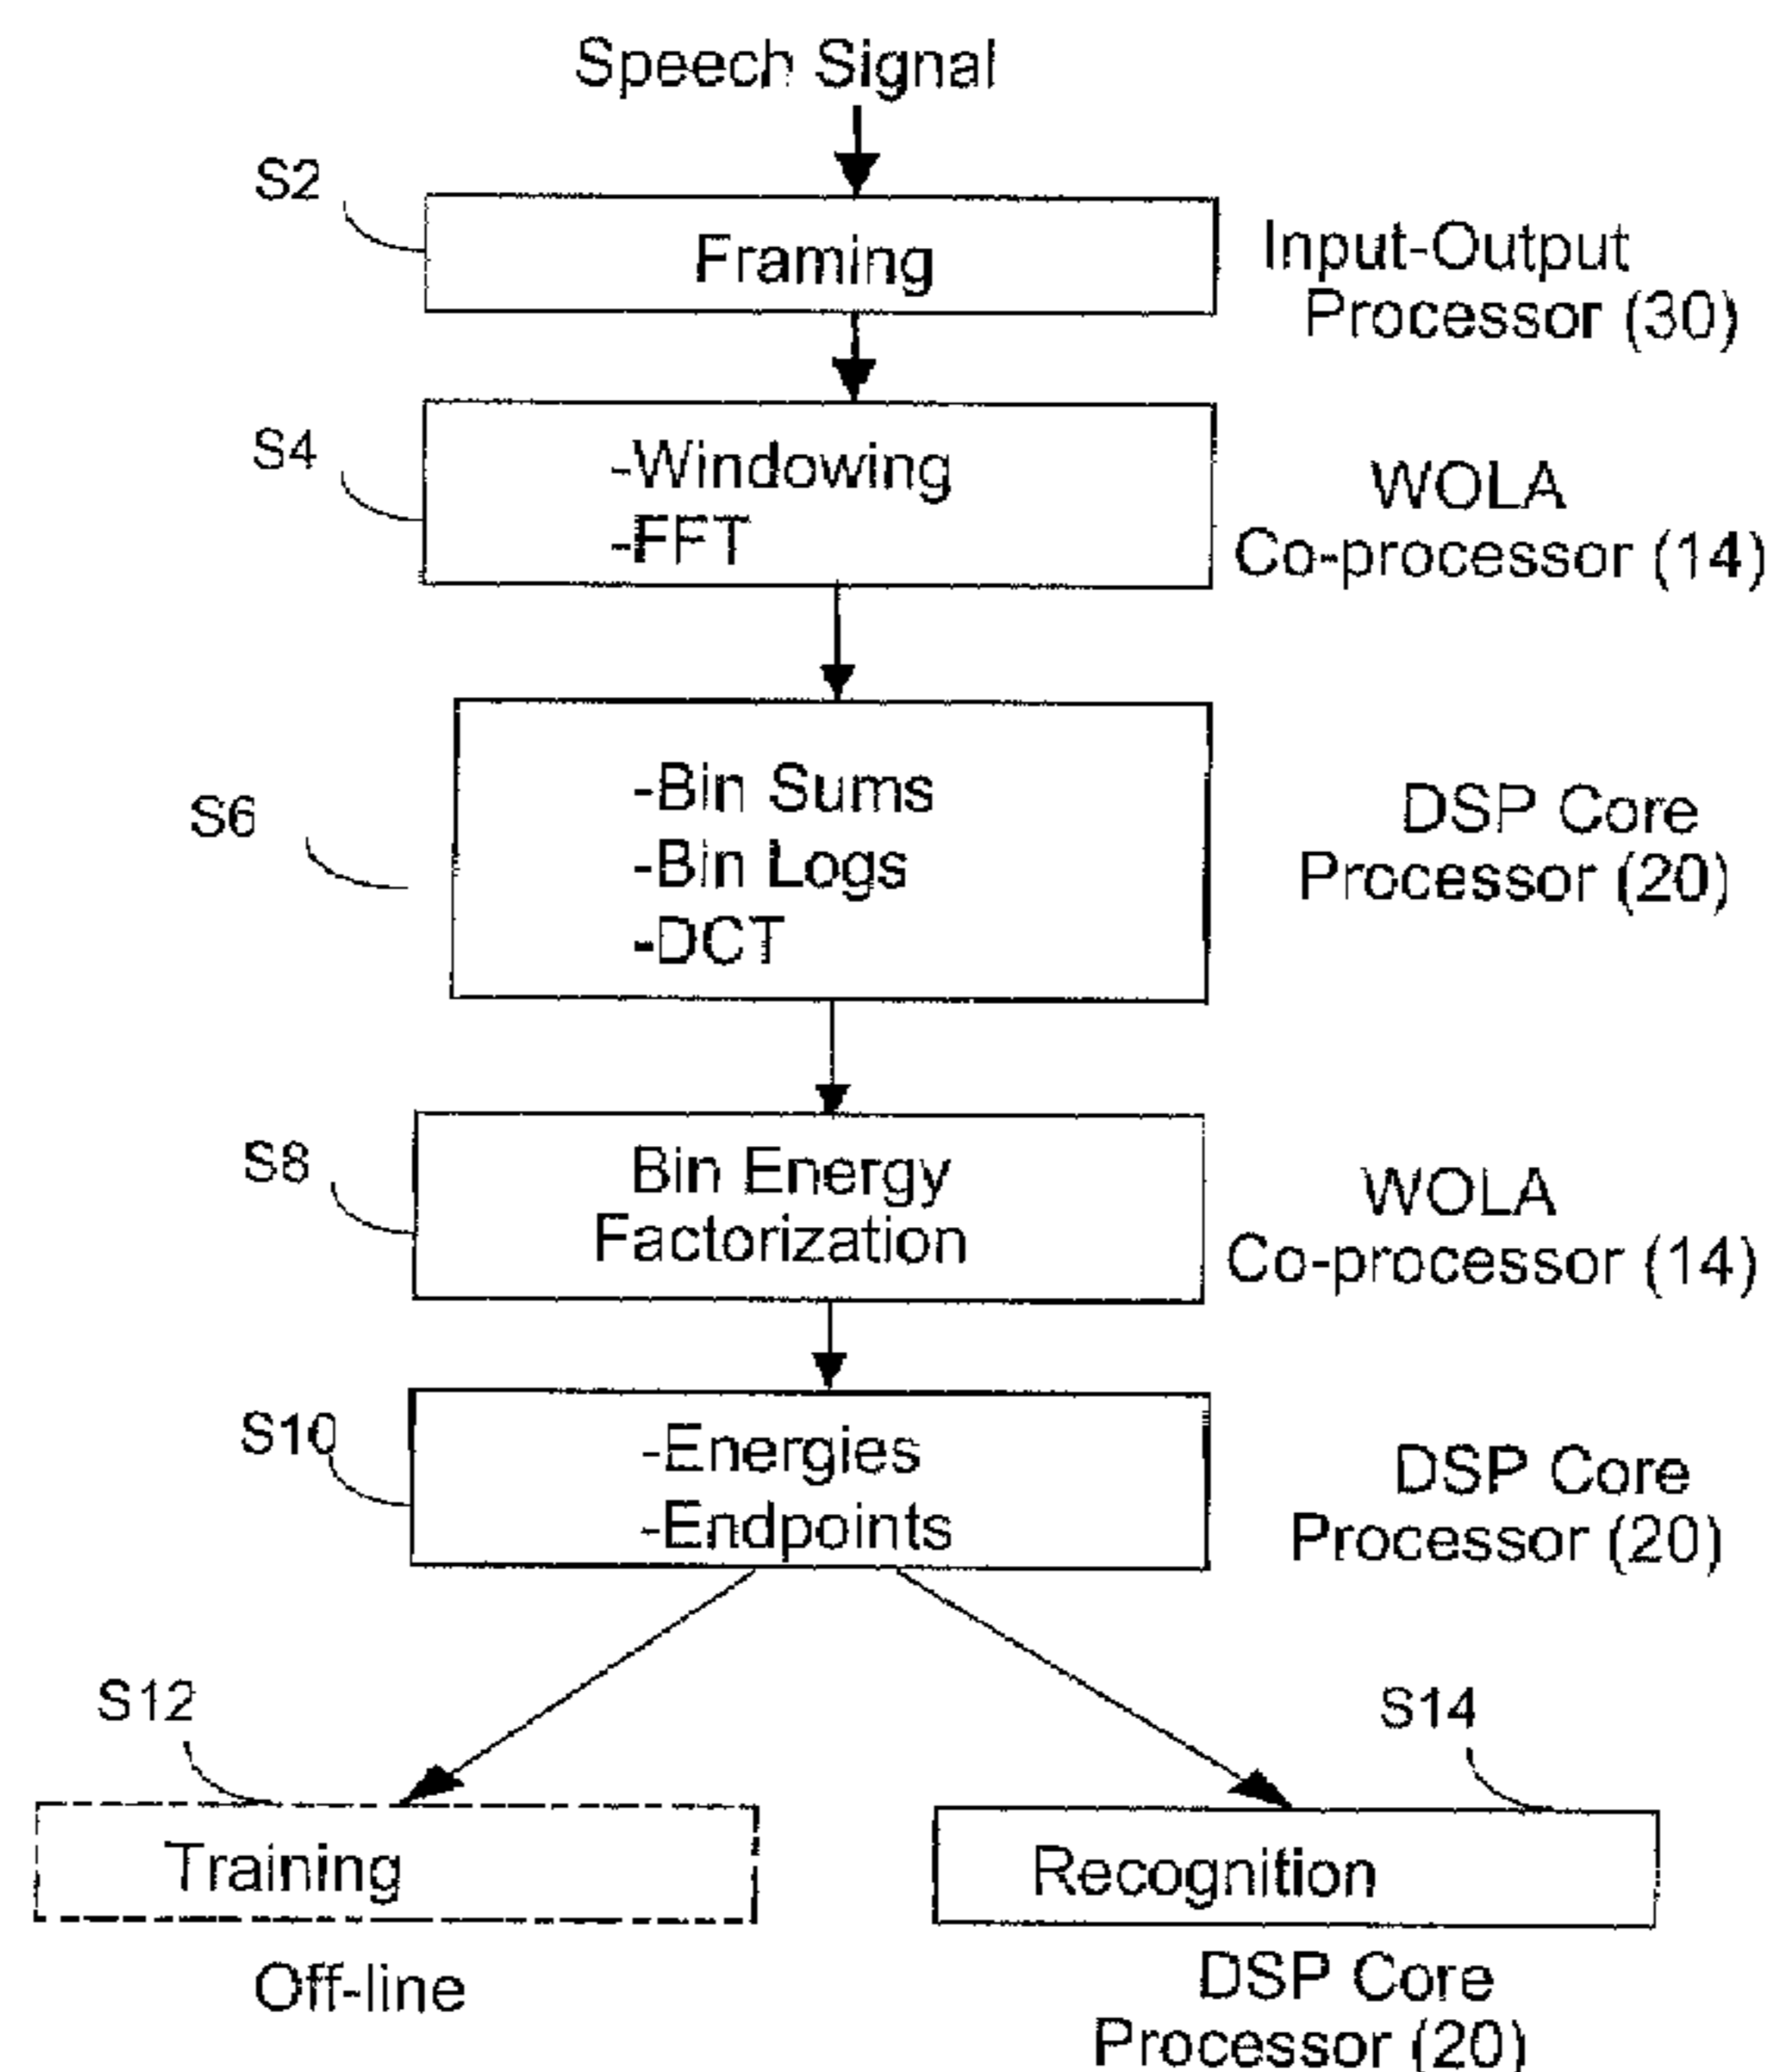 Speech Signal
S2
Framing
Input-Output
Processor (30)
S4
-Windowing
-FFT
WOLA
Co-processor (14)
S6
-Bin Sums
-Bin Logs
-DCT
DSP Core
Processor (20)
S8
Bin Energy
Factorization
WOLA
Co-processor (14)
S10
-Energies
-Endpoints
DSP Core
Processor (20)
S12
Training
Off-line
S14
Recognition
DSP Core
Processor (20)